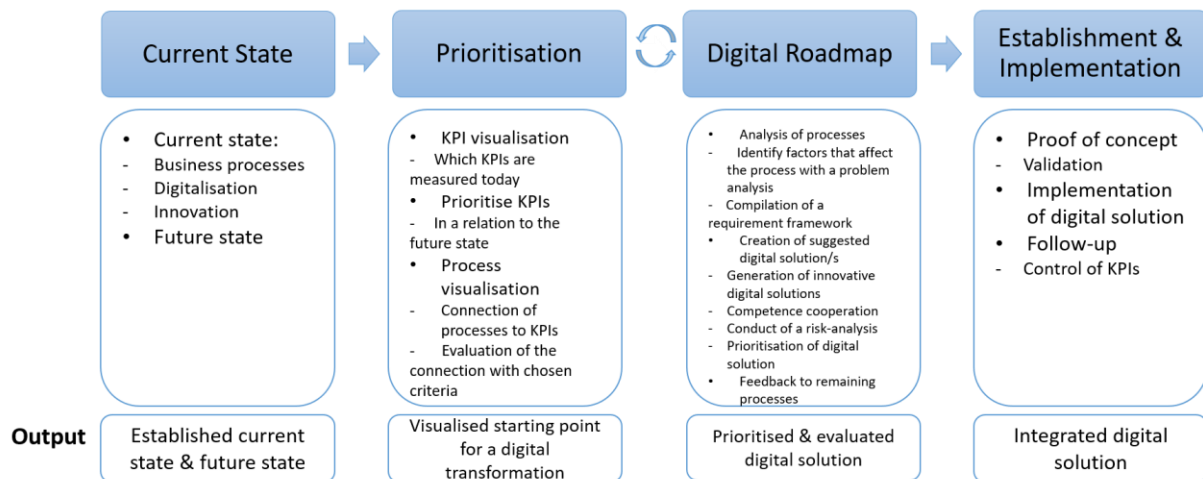 Current State
Prioritisation
Digital Roadmap
Establishment &
Implementation
• Current state:
- Business processes
- Digitalisation
- Innovation
• Future state
• KPI visualisation
- Which KPIs are
measured today
• Prioritise KPIs
- In a relation to the
future state
• Process
visualisation
- Connection of
processes to KPIs
- Evaluation of the
connection with chosen
criteria
• Analysis of processes
- Identify factors that affect
the process with a problem
analysis
- Compilation of a
requirement framework
• Creation of suggested
digital solution/s
- Generation of innovative
digital solutions
- Competence cooperation
- Conduct of a risk-analysis
- Prioritisation of digital
solution
• Feedback to remaining
processes
• Proof of concept
- Validation
• Implementation
of digital solution
• Follow-up
- Control of KPIs
Output
Established current
state & future state
Visualised starting point
for a digital
transformation
Prioritised & evaluated
digital solution
Integrated digital
solution